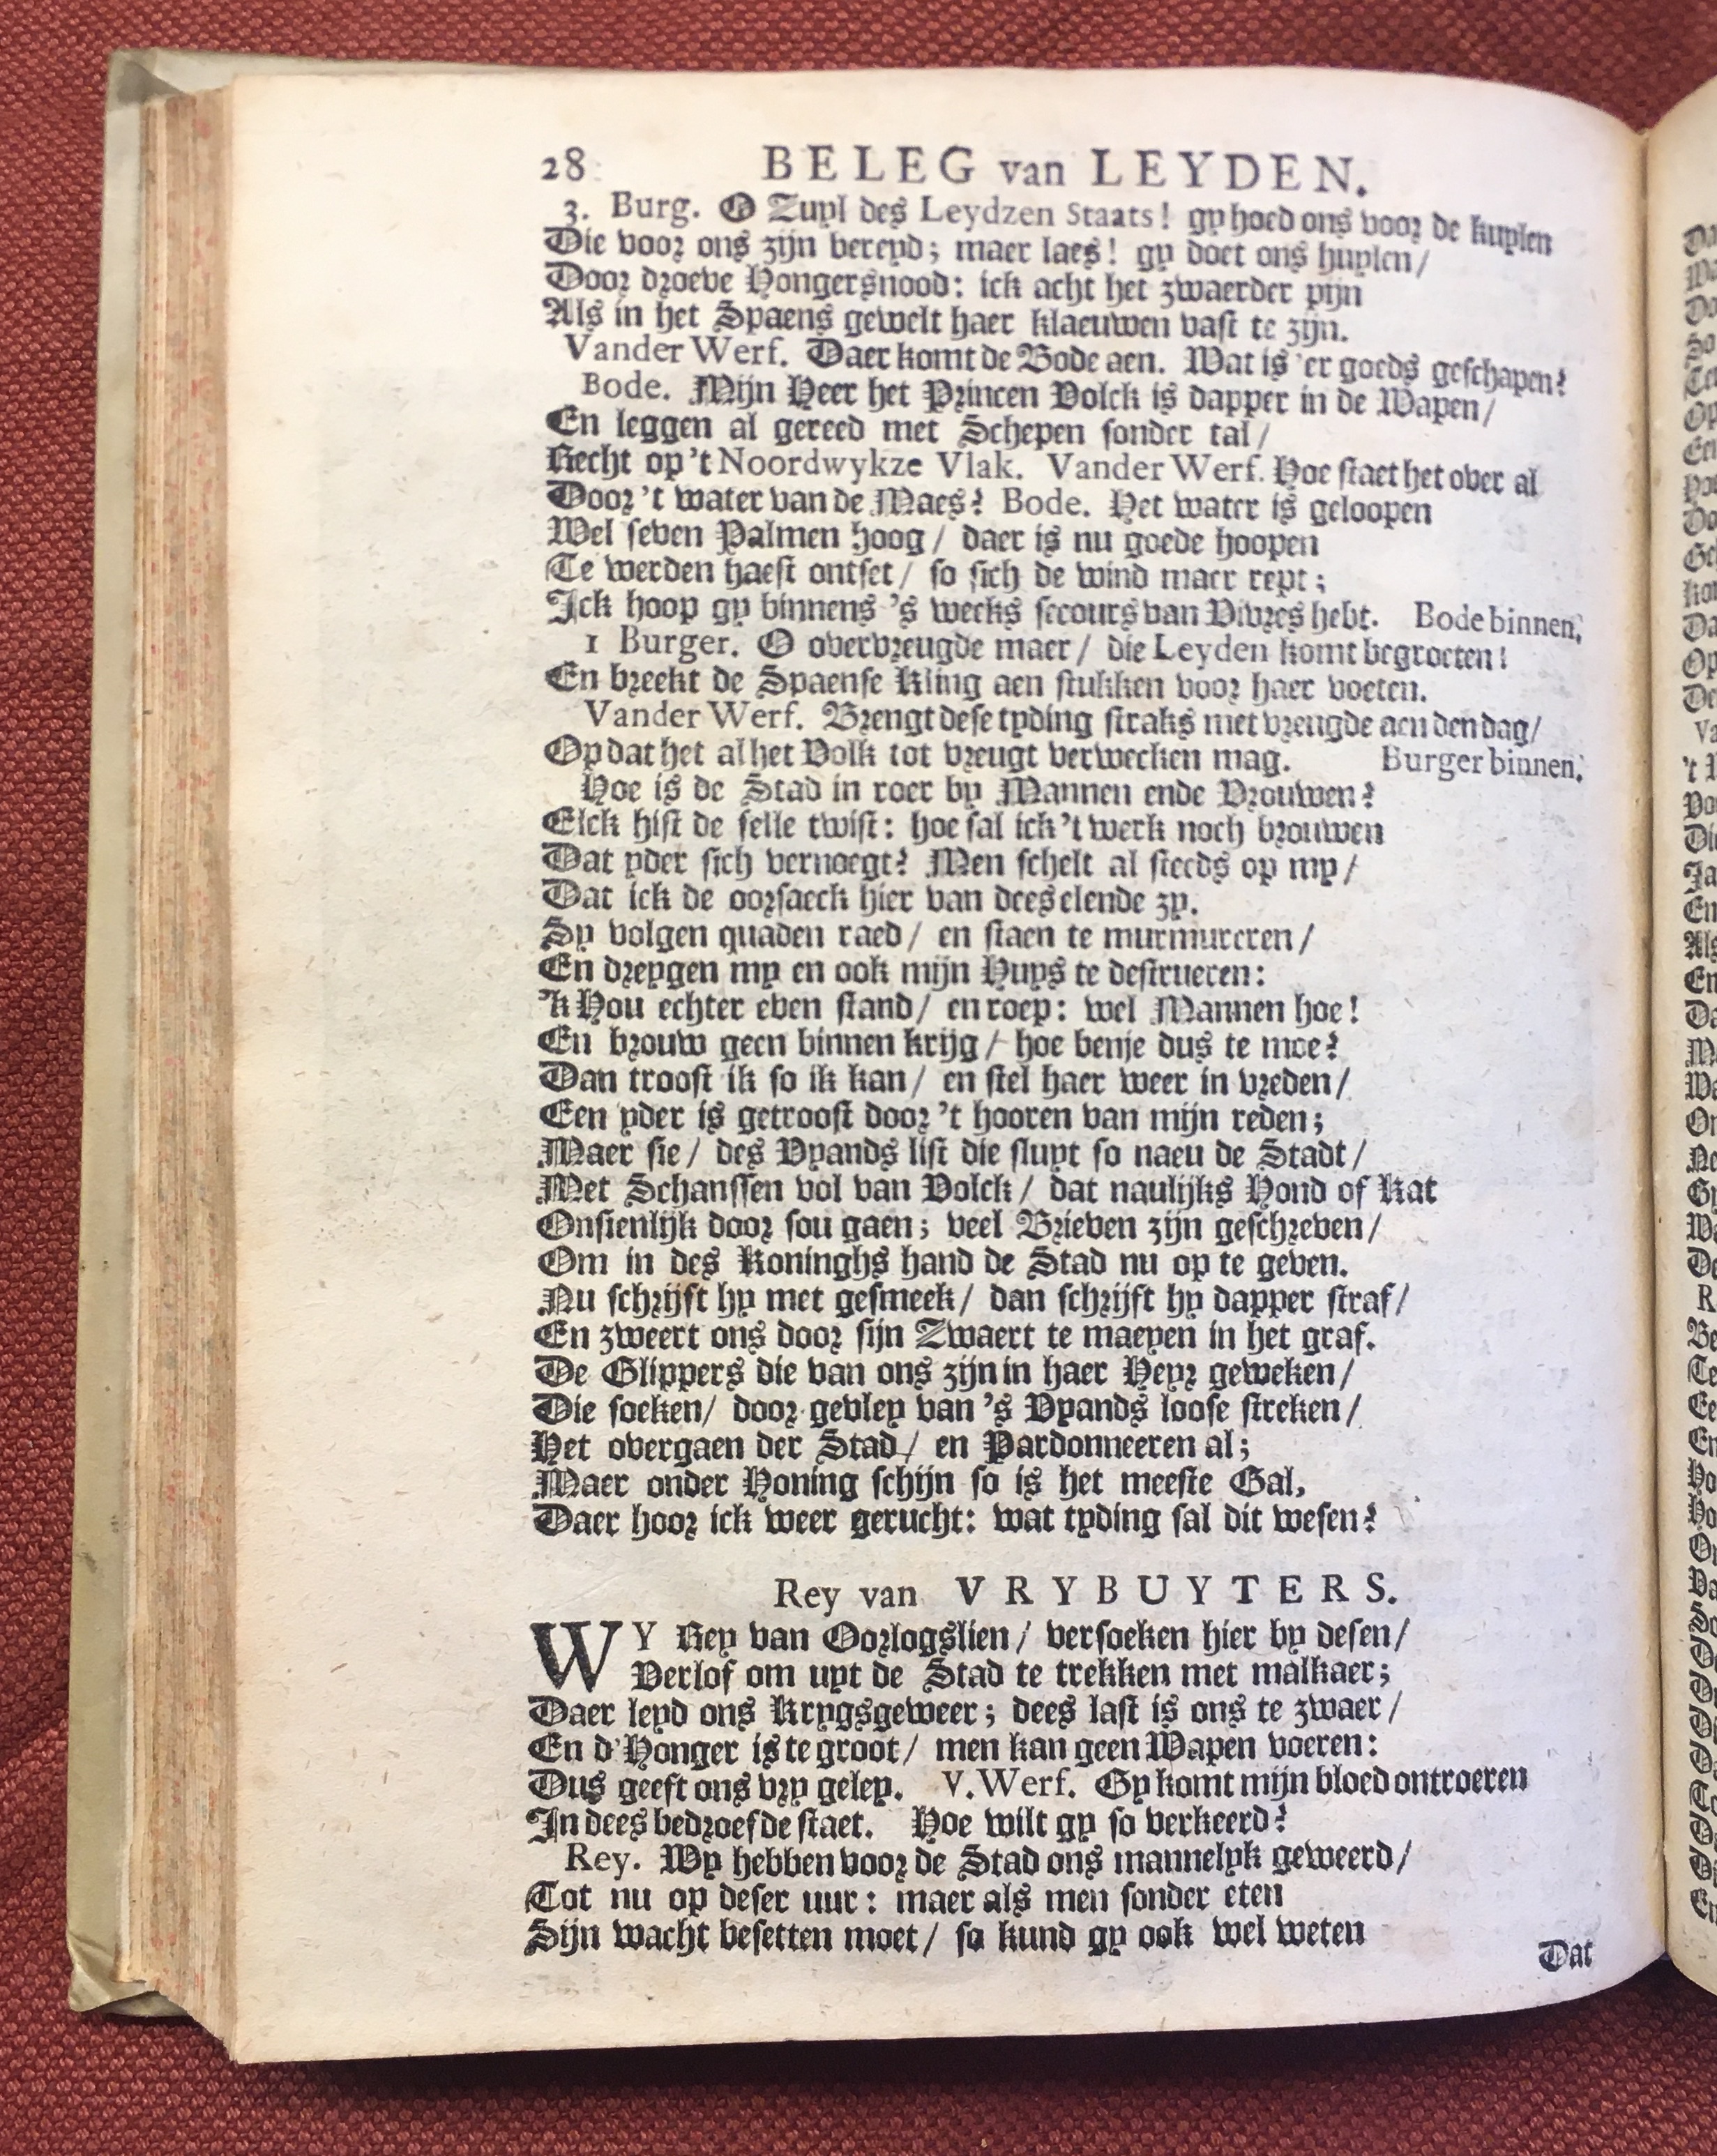 28 BELEG van LEYDEN.
3. Burg. O Zuyl des Leydzen Staats! gy hoed ons voor de kuylen
Die voor ons zijn bereyd; maer laes! gy doet ons huylen/
Door droeve Hongersnood: ick acht het zwaerder pijn
Als in het Spaens gewelt haer klaeuwen vast te zijn.
Vander Werf. Daer komt de Bode aen. Wat is 'er goeds geschapen?
Bode. Mijn Heer het Princen Volck is dapper in de Wapen/
En leggen al gereed met Schepen sonder tal/
Recht op 't Noordwykze Vlak. Vander Werf. Hoe staet het over al
Door 't water van de Maes? Bode. Het water is geloopen
Wel seven Palmen hoog/ daer is nu goede hoopen
Te werden haest ontset/ so sich de wind maer rept;
Ick hoop gy binnens 's weeks secours van Vivres hebt. Bode binnen.
1 Burger. O overvreugde maer/ die Leyden komt begroeten!
En breekt de Spaense Kling aen stukken voor haer voeten.
Vander Werf. Brengt dese tyding straks met vreugde aen den dag/
Op dat het al het Volk tot vreugt verwecken mag. Burger binnen.
Hoe is de Stad in roer by Mannen ende Vrouwen?
Elck hist de felle twist: hoe sal ick 't werk noch brouwen
Dat yder sich vernoegt? Men schelt al steeds op my/
Dat ick de oorsaeck hier van dees elende zy.
Sy volgen quaden raed/ en staen te murmureren/
En dreygen my en ook mijn Huys te destrueren:
'k Hou echter even stand/ en roep: wel Mannen hoe!
En brouw geen binnen krijg/ hoe benje dus te moe?
Dan troost ik so ik kan/ en stel haer weer in vreden/
Een yder is getroost door 't hooren van mijn reden;
Maer sie/ des Vyands list die sluyt so naeu de Stadt/
Met Schanssen vol van Volck/ dat naulijks Hond of Kat
Onsienlijk door sou gaen; veel Brieven zijn geschreven/
Om in des Koninghs hand de Stad nu op te geven.
Nu schrijft hy met gesmeek/ dan schrijft hy dapper straf/
En zweert ons door sijn Zwaert te maeyen in het graf.
De Glippers die van ons zijn in haer Heyr geweken/
Die soeken/ door gevley van 's Vyands loose streken/
Het overgaen der Stad/ en Pardonneeren al;
Maer onder Honing schijn so is het meeste Gal,
Daer hoor ick weer gerucht: wat tyding sal dit wesen?
Rey van VRYBUYTERS.
WY Rey van Oorlogslien/ versoeken hier by desen/
Verlof om uyt de Stad te trekken met malkaer;
Daer leyd ons Krygsgeweer; dees last is ons te zwaer/
En d'Honger is te groot/ men kan geen Wapen voeren:
Dus geeft ons vry geley. V. Werf. Gy komt mijn bloed ontroeren
In dees bedroefde staet. Hoe wilt gy so verkeerd?
Rey. Wy hebben voor de Stad ons mannelyk geweerd/
Tot nu op deser uur: maer als men sonder eten
Sijn wacht besetten moet/ so kund gy ook wel weten
Dat